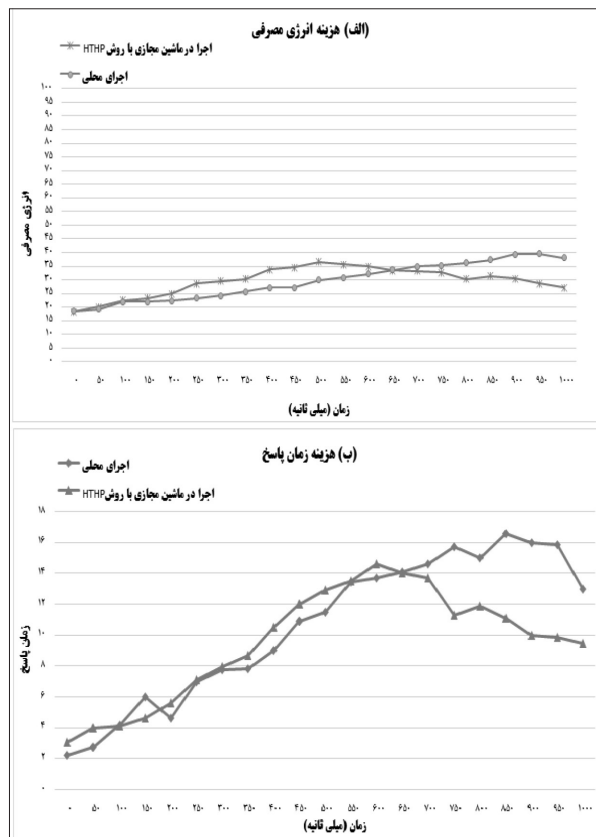 (الف) هزینه انرژی مصرفی
اجرا در ماشین مجازی با روش HTHP
اجرای محلی
۱۰۰
۹۵
۹۰
۸۵
۸۰
۷۵
۷۰
۶۵
۶۰
۵۵
۵۰
۴۵
۴۰
۳۵
۳۰
۲۵
۲۰
۱۵
۱۰
۵
۰
انرژی مصرفی
۰ ۵۰ ۱۰۰ ۱۵۰ ۲۰۰ ۲۵۰ ۳۰۰ ۳۵۰ ۴۰۰ ۴۵۰ ۵۰۰ ۵۵۰ ۶۰۰ ۶۵۰ ۷۰۰ ۷۵۰ ۸۰۰ ۸۵۰ ۹۰۰ ۹۵۰ ۱۰۰۰
زمان (میلی ثانیه)
(ب) هزینه زمان پاسخ
اجرای محلی
اجرا در ماشین مجازی با روش HTHP
۱۸
۱۶
۱۴
۱۲
۱۰
۸
۶
۴
۲
۰
زمان پاسخ
۰ ۵۰ ۱۰۰ ۱۵۰ ۲۰۰ ۲۵۰ ۳۰۰ ۳۵۰ ۴۰۰ ۴۵۰ ۵۰۰ ۵۵۰ ۶۰۰ ۶۵۰ ۷۰۰ ۷۵۰ ۸۰۰ ۸۵۰ ۹۰۰ ۹۵۰ ۱۰۰۰
زمان (میلی ثانیه)